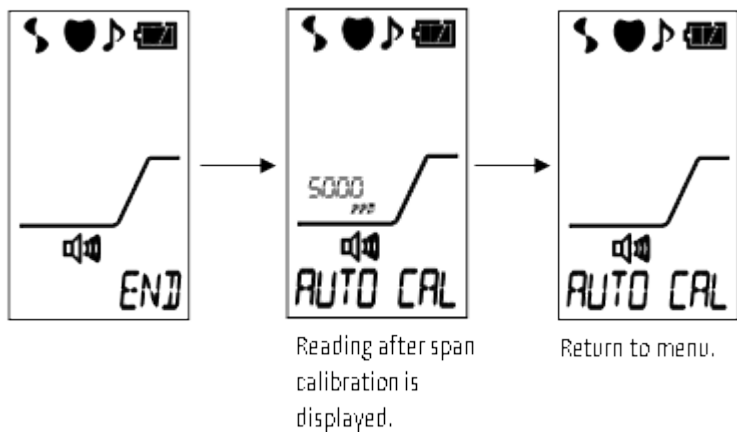 END
5000
ppm
AUTO CAL
Reading after span
calibration is
displayed.
AUTO CAL
Return to menu.